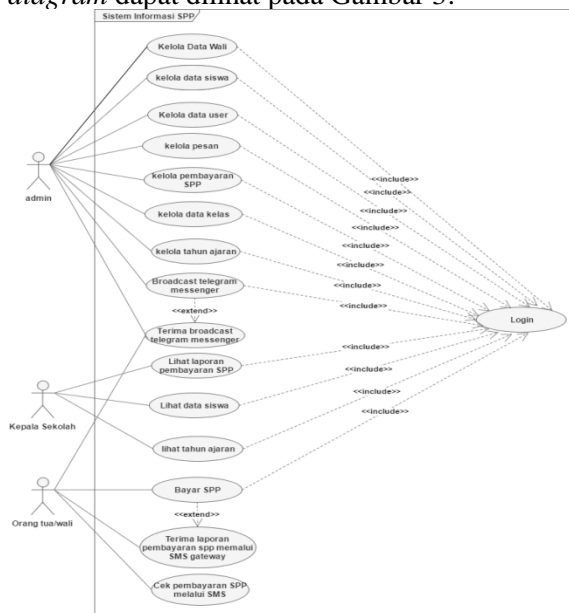 diagram dapat dilihat pada Gambar 3.
Sistem Informasi SPP
Kelola Data Wali
kelola data siswa
Kelola data user
kelola pesan
kelola pembayaran
SPP
kelola data kelas
kelola tahun ajaran
Broadcast telegram
messenger
<<extend>>
Terima broadcast
telegram messenger
Lihat laporan
pembayaran SPP
Lihat data siswa
lihat tahun ajaran
Bayar SPP
<<extend>>
Terima laporan
pembayaran spp memalui
SMS gateway
Cek pembayaran SPP
melalui SMS
admin
Kepala Sekolah
Orang tua/wali
<<include>>
<<include>>
<<include>>
<<include>>
<<include>>
<<include>>
<<include>>
<<include>>
<<include>>
<<include>>
<<include>>
<<include>>
Login